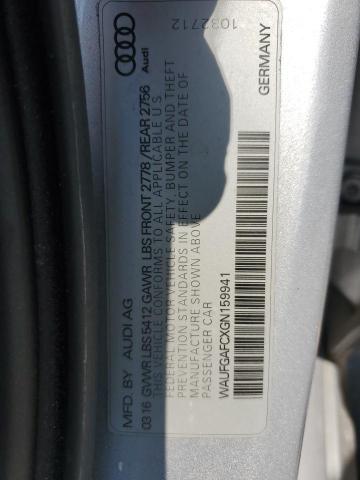 MFD. BY AUDI AG
0316 GVWR LBS 5412 GAWR LBS FRONT 2778/REAR 2756
THIS VEHICLE CONFORMS TO ALL APPLICABLE U S
FEDERAL MOTOR VEHICLE SAFETY, BUMPER AND THEFT
PREVENTION STANDARDS IN EFFECT ON THE DATE OF
MANUFACTURE SHOWN ABOVE
PASSENGER CAR
WAUFGAFCXGN159941
1032712
Audi
GERMANY